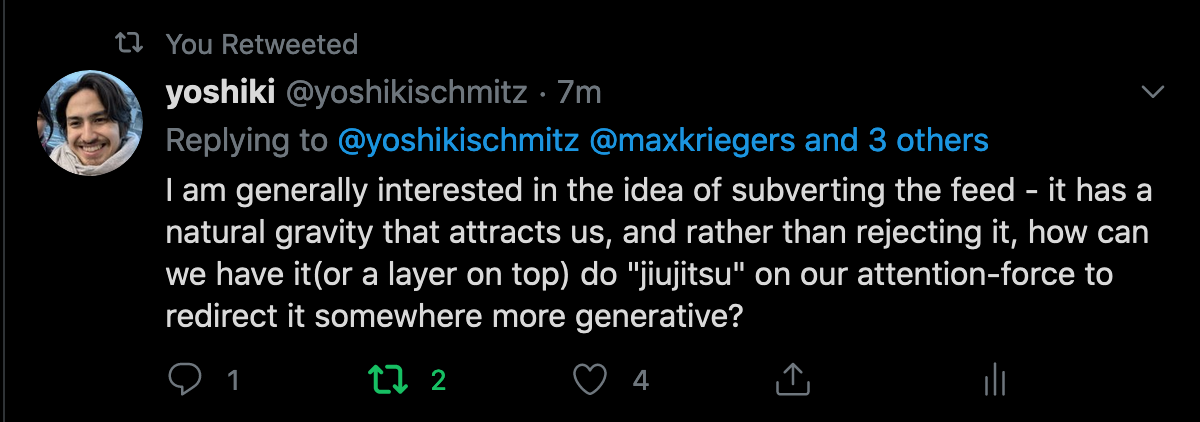 You Retweeted
yoshiki @yoshikischmitz · 7m
Replying to @yoshikischmitz @maxkriegers and 3 others
I am generally interested in the idea of subverting the feed - it has a
natural gravity that attracts us, and rather than rejecting it, how can
we have it(or a layer on top) do "jiujitsu" on our attention-force to
redirect it somewhere more generative?
1 2 4